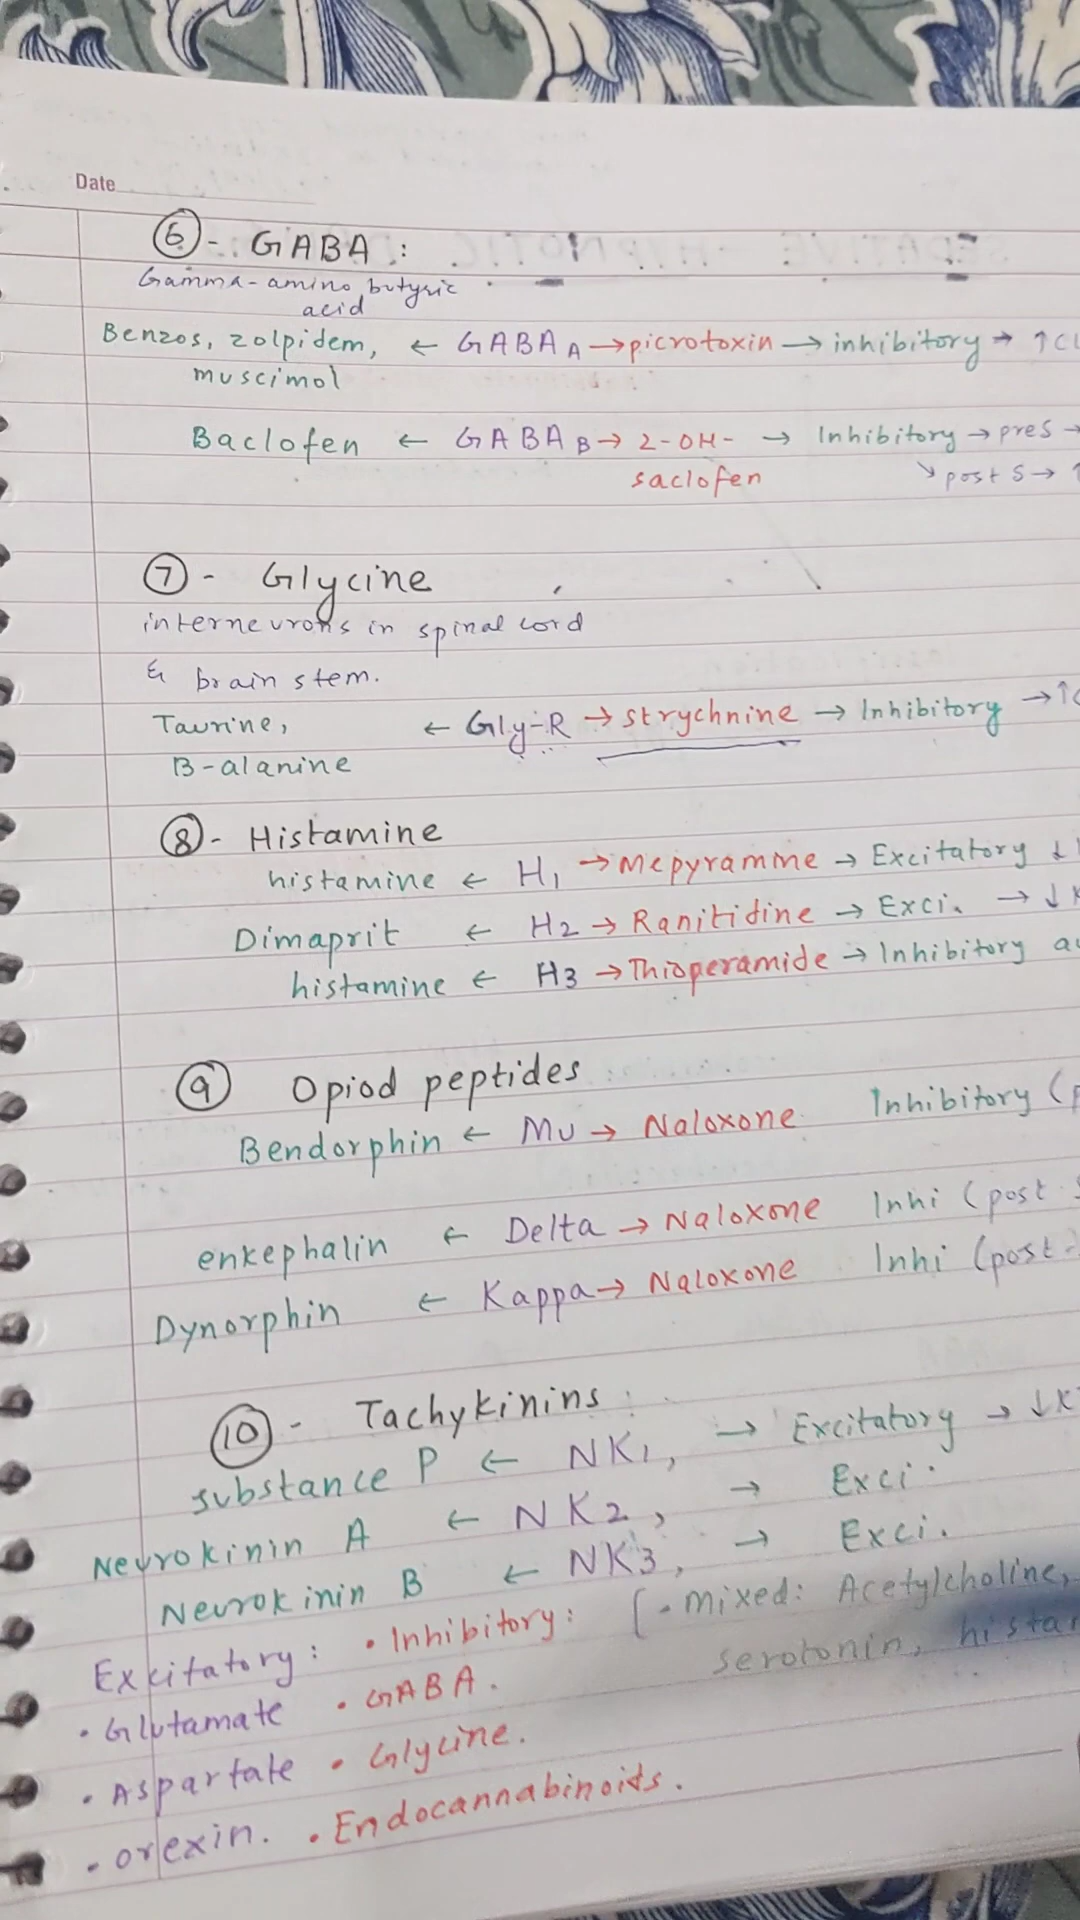 Date
⑥- GABA :
Gamma-amino butyric
acid
Benzos, zolpidem, ← GABA A → picrotoxin → inhibitory → ↑Cl
muscimol
Baclofen ← GABA B → 2-OH- → Inhibitory → pres →
saclofen ↘ post S → ↑
⑦ - Glycine
interneurons in spinal cord
& brain stem.
Taurine, ← Gly-R → strychnine → Inhibitory → ↑C
B-alanine
⑧- Histamine
histamine ← H1 → Mepyramine → Excitatory ↓
Dimaprit ← H2 → Ranitidine → Exci. → ↓K
histamine ← H3 → Thioperamide → Inhibitory au
⑨ Opiod peptides
Bendorphin ← Mu → Naloxone Inhibitory (p
enkephalin ← Delta → Naloxone Inhi (post s
Dynorphin ← Kappa → Naloxone Inhi (post
⑩ - Tachykinins :
substance P ← NK1, → Excitatory → ↓K
Neurokinin A ← NK2, → Exci.
Neurokinin B ← NK3, → Exci.
Excitatory : • Inhibitory : [ • mixed: Acetylcholine,
• Glutamate • GABA. serotonin, histam
• Aspartate • Glycine.
• orexin. • Endocannabinoids.